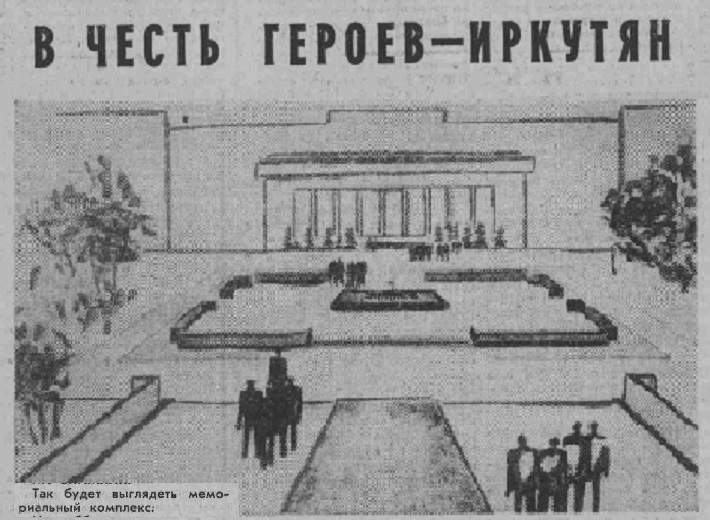 В ЧЕСТЬ ГЕРОЕВ—ИРКУТЯН
Так будет выглядеть мемо-
риальный комплекс.